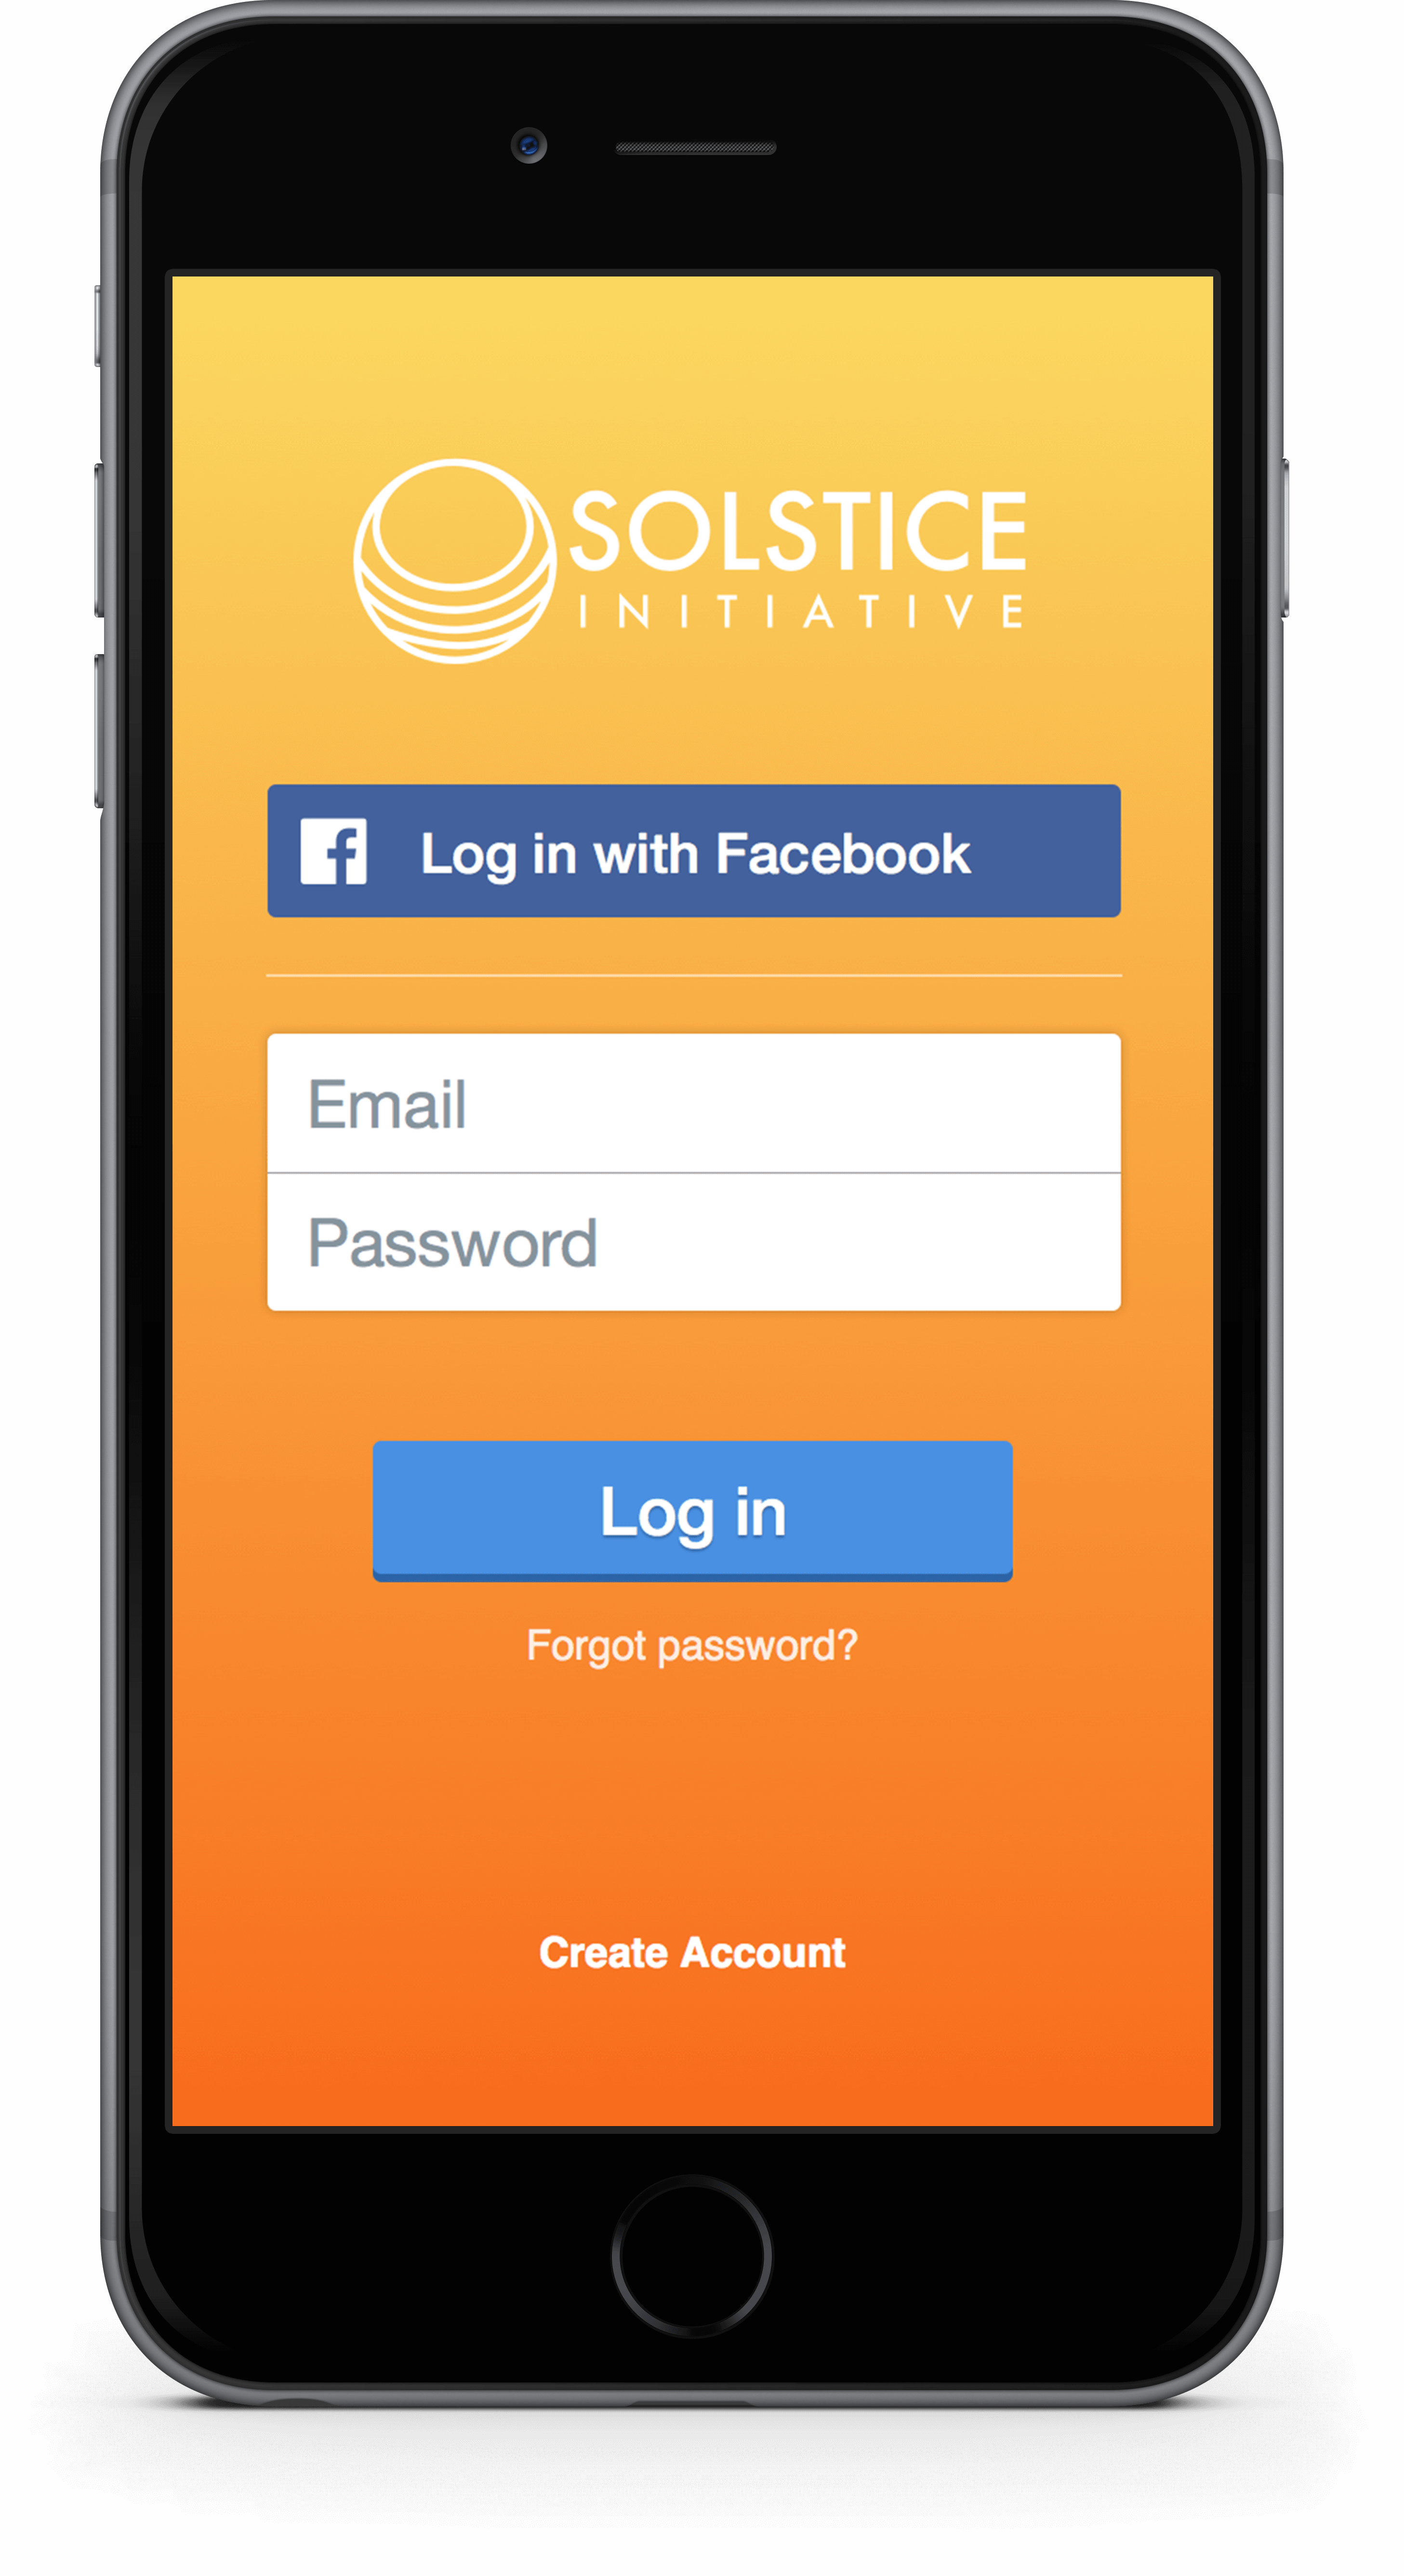 SOLSTICE
INITIATIVE
Log in with Facebook
Email
Password
Log in
Forgot password?
Create Account